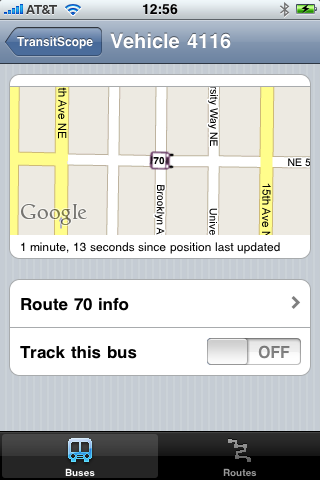 AT&T 12:56
TransitScope Vehicle 4116
th Ave NE
rsity Way NE
70
NE 5
Brooklyn A
Unive
15th Ave N
Google
1 minute, 13 seconds since position last updated
Route 70 info
Track this bus OFF
Buses Routes